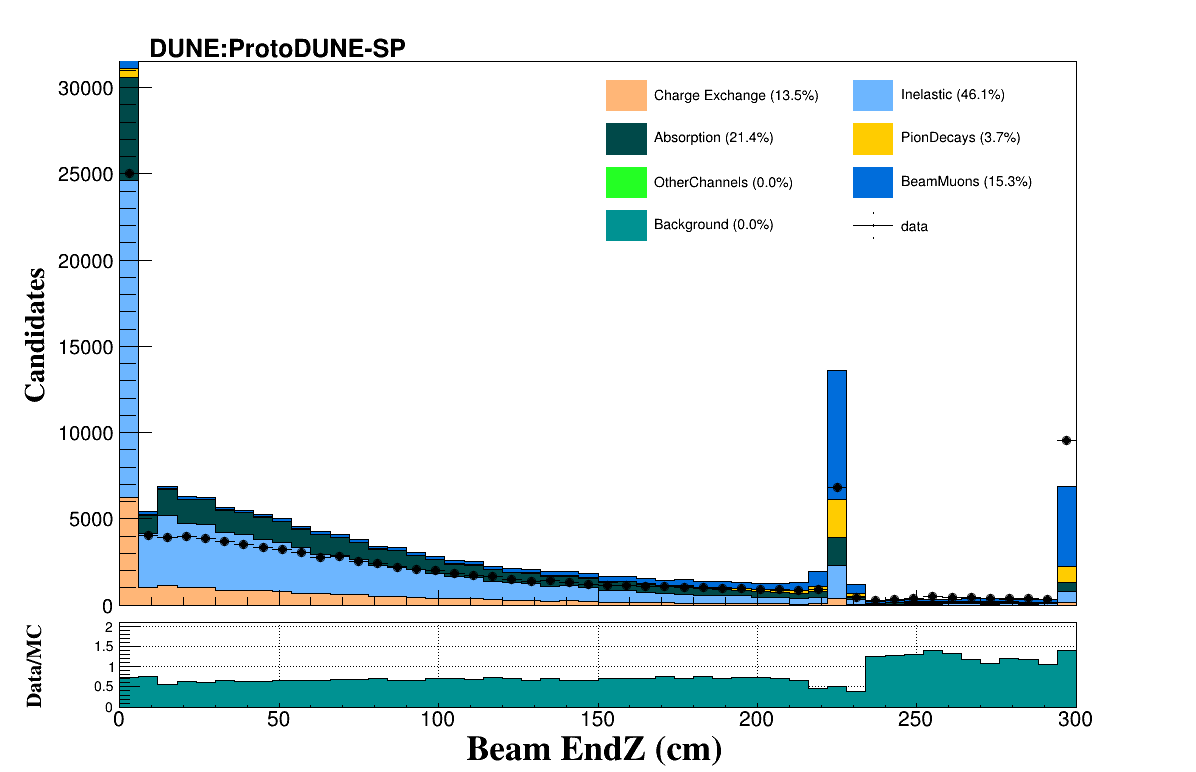 DUNE:ProtoDUNE-SP
Candidates
30000
25000
20000
15000
10000
5000
0
Charge Exchange (13.5%)
Inelastic (46.1%)
Absorption (21.4%)
PionDecays (3.7%)
OtherChannels (0.0%)
BeamMuons (15.3%)
Background (0.0%)
data
Data/MC
2
1.5
1
0.5
0
0 50 100 150 200 250 300
Beam EndZ (cm)